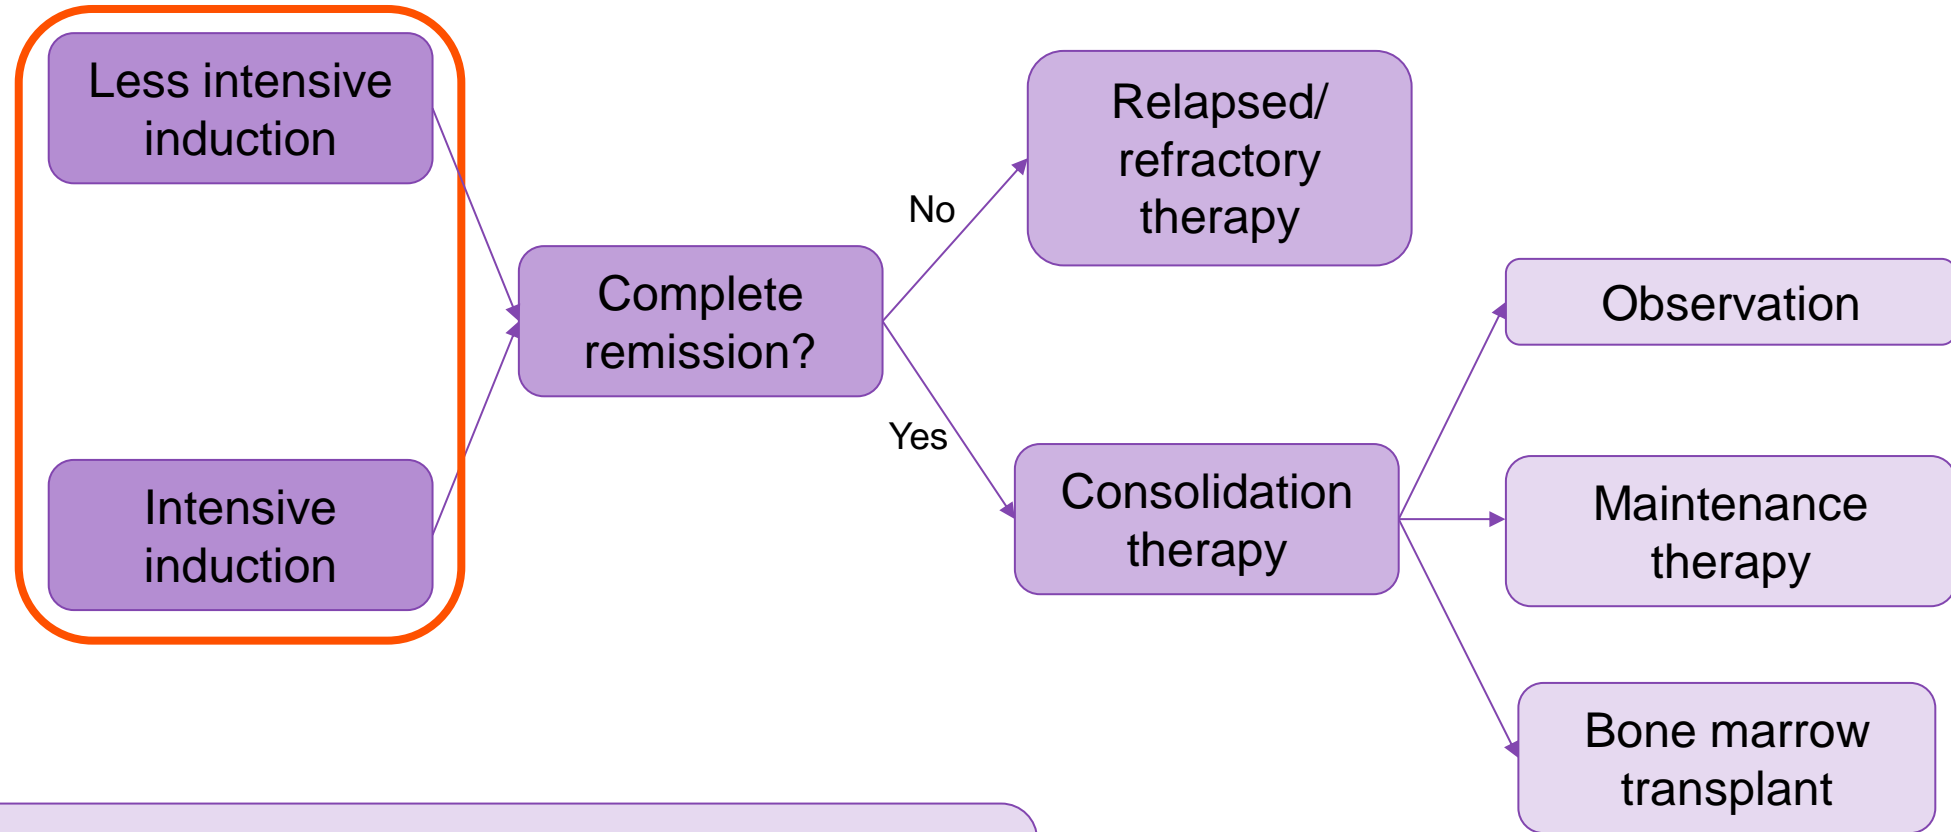 Less intensive
induction
Intensive
induction
Complete
remission?
No
Yes
Relapsed/
refractory
therapy
Consolidation
therapy
Observation
Maintenance
therapy
Bone marrow
transplant